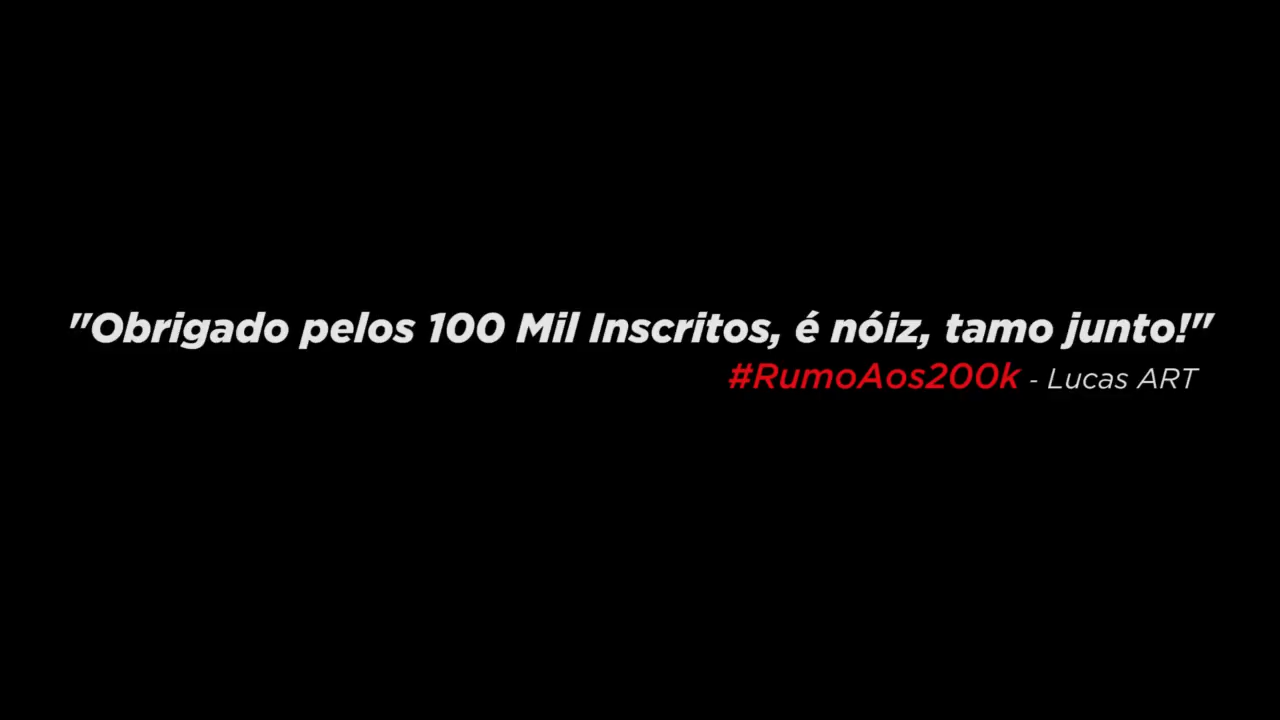 "Obrigado pelos 100 Mil Inscritos, é nóiz, tamo junto!"
#RumoAos200k - Lucas ART